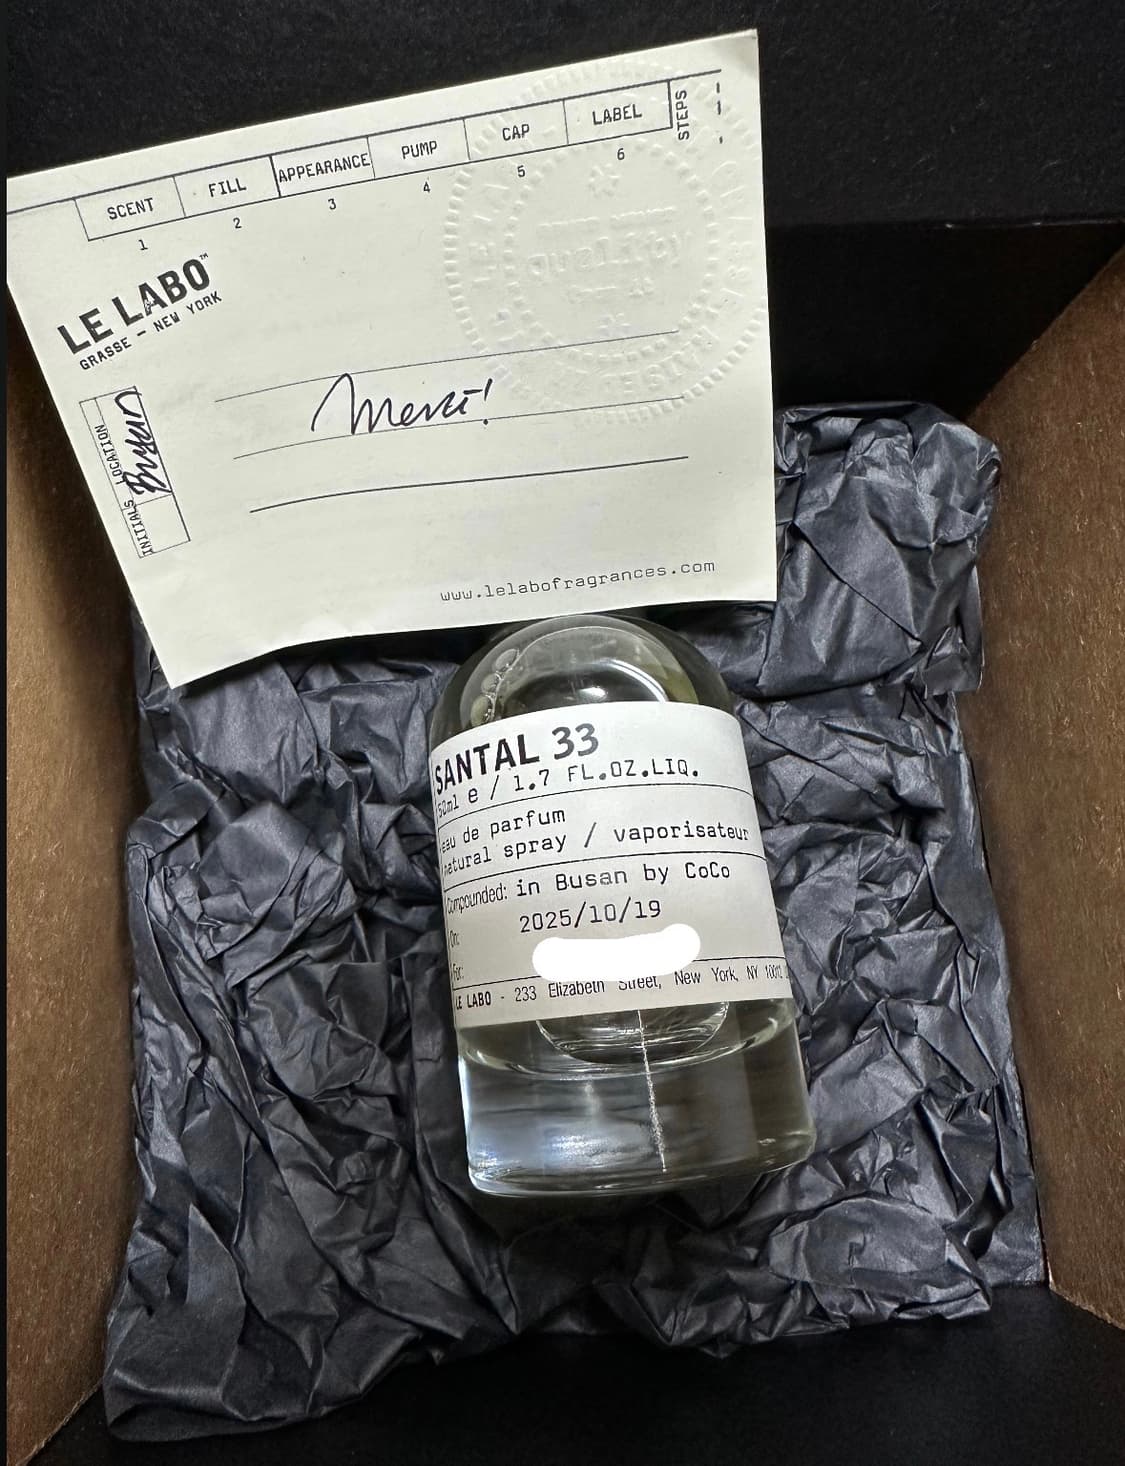 STEPS
SCENT FILL APPEARANCE PUMP CAP LABEL
1 2 3 4 5 6
LE LABO™
GRASSE — NEW YORK
Merci!
INITIALS LOCATION
Bryan
www.lelabofragrances.com
SANTAL 33
50ml e / 1.7 FL.OZ.LIQ.
eau de parfum
natural spray / vaporisateur
Compounded: in Busan by CoCo
On: 2025/10/19
For:
LE LABO - 233 Elizabeth Street, New York, NY